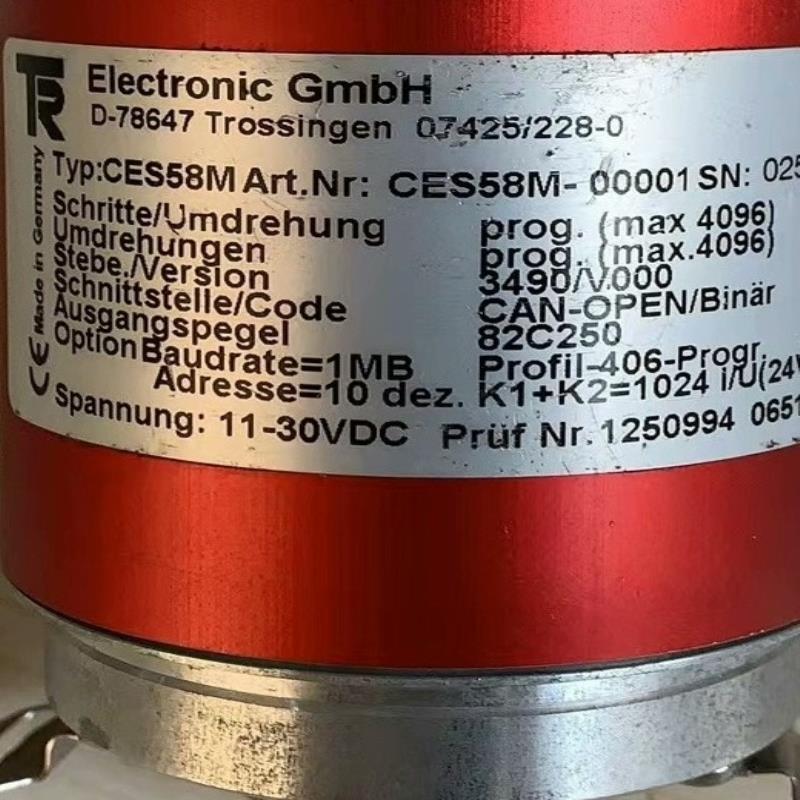 TR Electronic GmbH
D-78647 Trossingen 07425/228-0
Typ:CES58M Art.Nr: CES58M-00001 SN: 025
Schritte/Umdrehung prog. (max 4096)
Umdrehungen prog. (max.4096)
Stebe./Version 3490/V.000
Schnittstelle/Code CAN-OPEN/Binär
Ausgangspegel 82C250
Option Baudrate=1MB Profil-406-Progr.
Adresse=10 dez. K1+K2=1024 I/U(24V
Spannung: 11-30VDC Prüf Nr. 1250994 0651
Made in Germany
CE